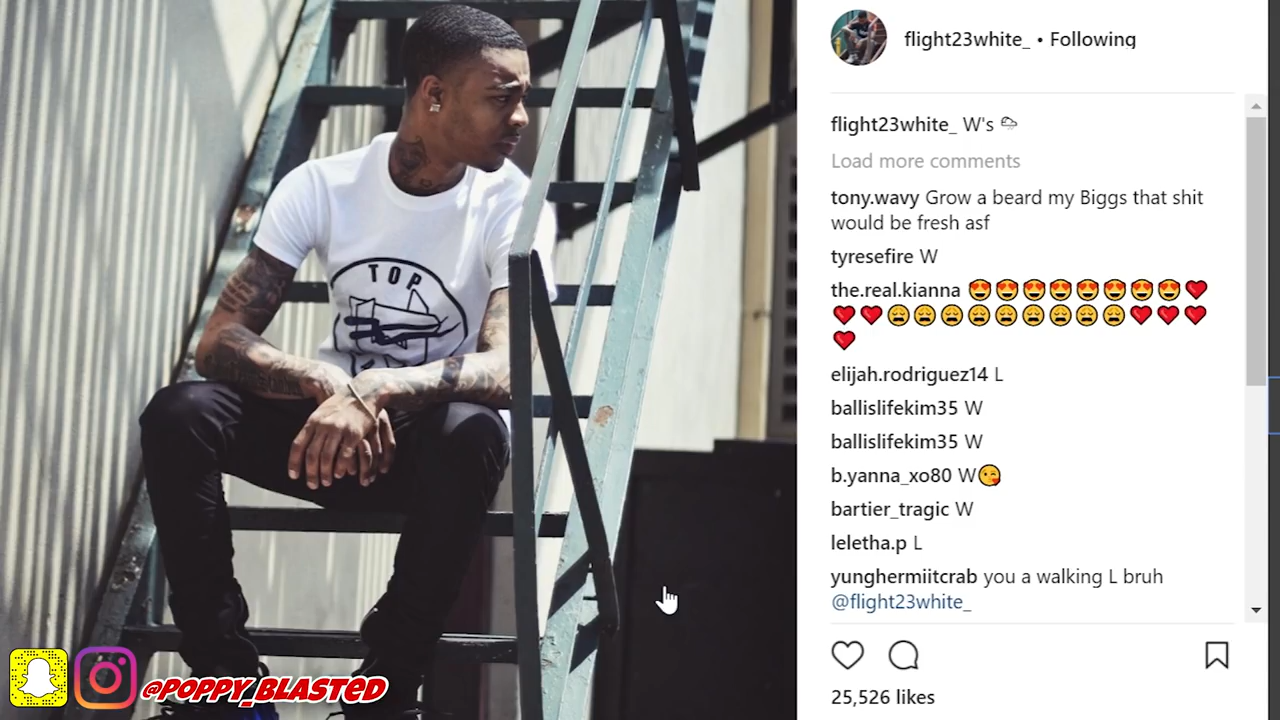 flight23white_ • Following
flight23white_ W's
Load more comments
tony.wavy Grow a beard my Biggs that shit
would be fresh asf
tyresefire W
the.real.kianna 😍😍😍😍😍😍😍😍❤
❤❤😩😩😩😩😩😩😩😩😩❤❤❤
❤
elijah.rodriguez14 L
ballislifekim35 W
ballislifekim35 W
b.yanna_xo80 W😘
bartier_tragic W
leletha.p L
yunghermiitcrab you a walking L bruh
@flight23white_
25,526 likes
TOP
@POPPY_BLASTED